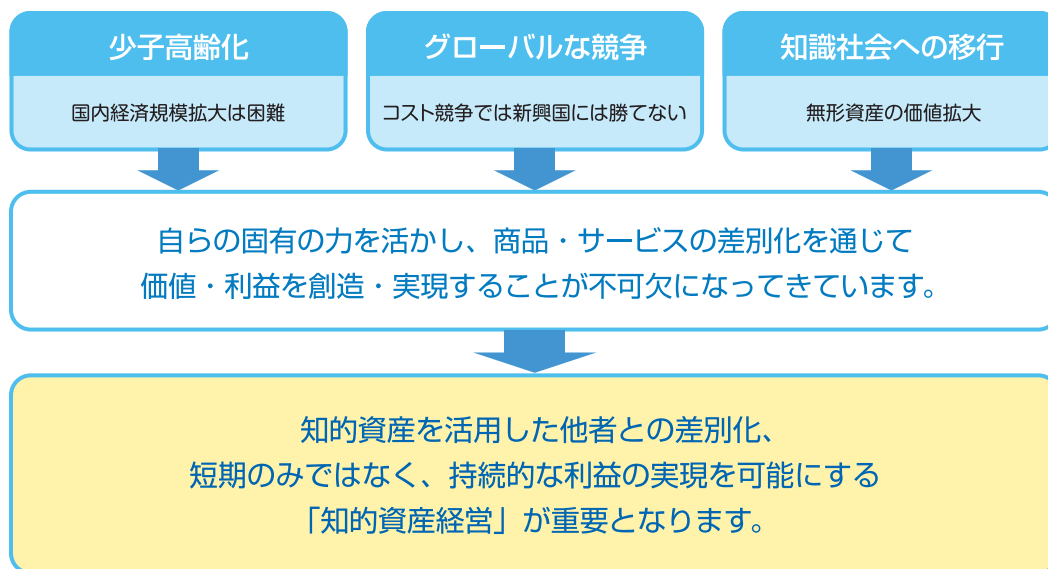 少子高齢化
国内経済規模拡大は困難
グローバルな競争
コスト競争では新興国には勝てない
知識社会への移行
無形資産の価値拡大
自らの固有の力を活かし、商品・サービスの差別化を通じて
価値・利益を創造・実現することが不可欠になってきています。
知的資産を活用した他者との差別化、
短期のみではなく、持続的な利益の実現を可能にする
「知的資産経営」が重要となります。